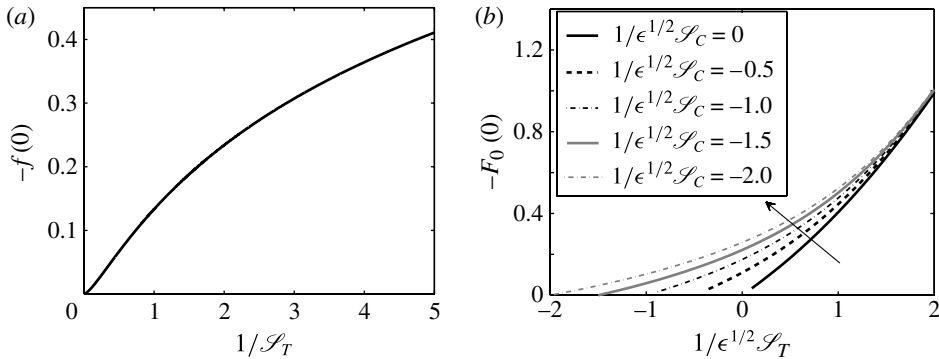 (a)
0.4
0.3
0.2
0.1
0
1
2
3
4
5
−f (0)
1/𝒮_T
(b)
1.2
0.8
0.4
0
−2
−1
0
1
2
−F_0 (0)
1/ϵ^{1/2}𝒮_T
1/ϵ^{1/2}𝒮_C = 0
1/ϵ^{1/2}𝒮_C = −0.5
1/ϵ^{1/2}𝒮_C = −1.0
1/ϵ^{1/2}𝒮_C = −1.5
1/ϵ^{1/2}𝒮_C = −2.0